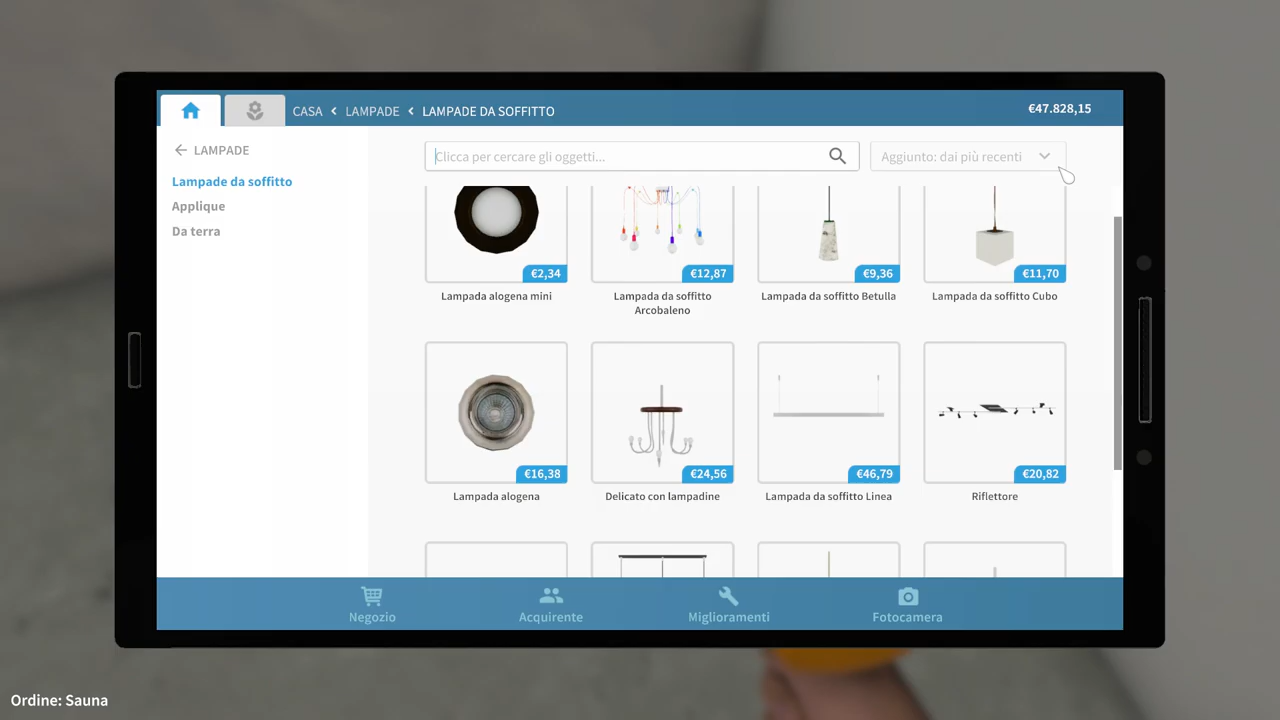 CASA < LAMPADE < LAMPADE DA SOFFITTO
€47.828,15
← LAMPADE
Lampade da soffitto
Applique
Da terra
Clicca per cercare gli oggetti...
Aggiunto: dai più recenti
€2,34
€12,87
€9,36
€11,70
Lampada alogena mini
Lampada da soffitto
Arcobaleno
Lampada da soffitto Betulla
Lampada da soffitto Cubo
€16,38
€24,56
€46,79
€20,82
Lampada alogena
Delicato con lampadine
Lampada da soffitto Linea
Riflettore
Negozio
Acquirente
Miglioramenti
Fotocamera
Ordine: Sauna